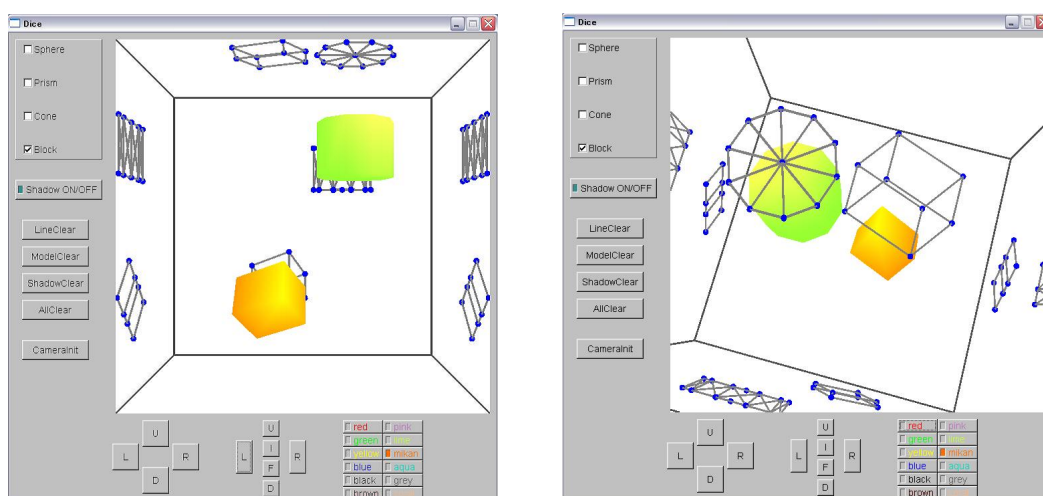 Dice
Sphere
Prism
Cone
Block
Shadow ON/OFF
LineClear
ModelClear
ShadowClear
AllClear
CameraInit
U
L
R
D
L
U
I
F
D
R
red
pink
green
lime
yellow
mikan
blue
aqua
black
grey
brown
Dice
Sphere
Prism
Cone
Block
Shadow ON/OFF
LineClear
ModelClear
ShadowClear
AllClear
CameraInit
U
L
R
D
L
U
I
F
D
R
red
pink
green
lime
yellow
mikan
blue
aqua
black
grey
brown